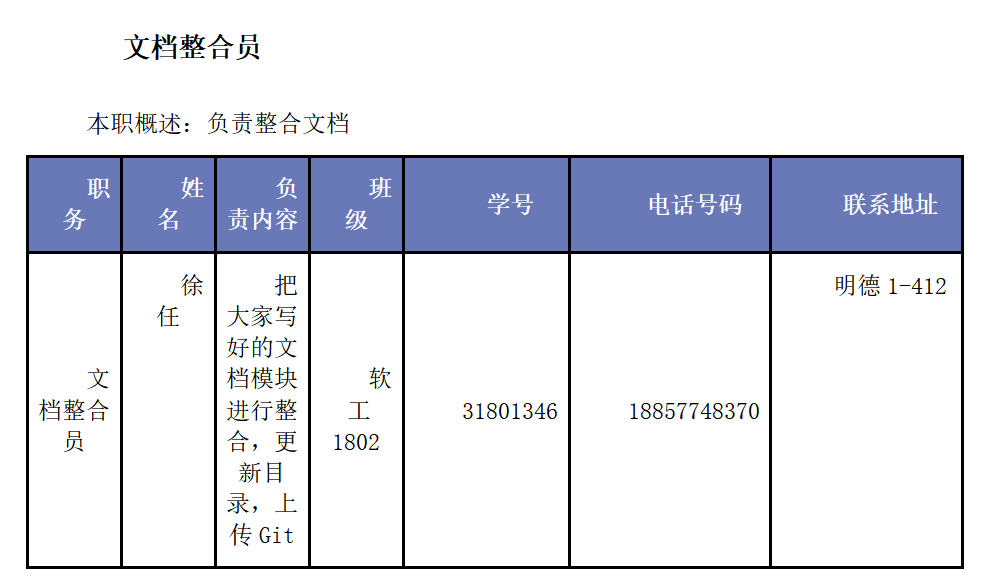 文档整合员
本职概述：负责整合文档
职
务
姓
名
负
责内容
班
级
学号
电话号码
联系地址
文
档整合
员
徐
任
把
大家写
好的文
档模块
进行整
合，更
新目
录，上
传 Git
软
工
1802
31801346
18857748370
明德 1-412